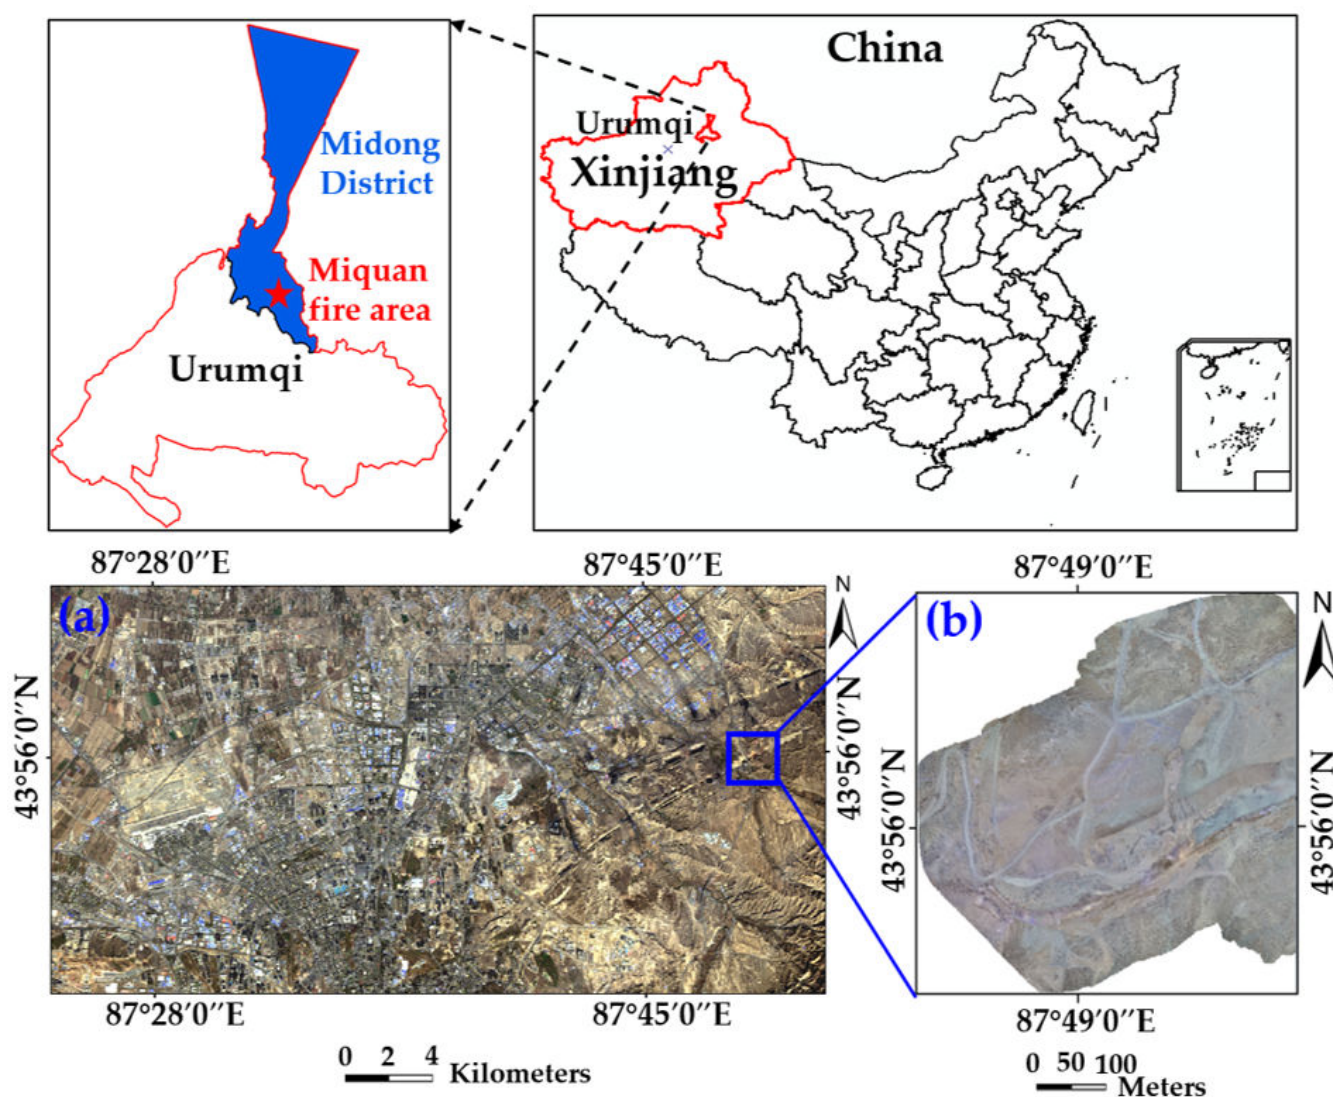 China
Urumqi
Xinjiang
Midong
District
Miquan
fire area
Urumqi
87°28′0″E
87°45′0″E
87°49′0″E
(a)
N
(b)
N
43°56′0″N
43°56′0″N
43°56′0″N
43°56′0″N
87°28′0″E
87°45′0″E
87°49′0″E
0 2 4
Kilometers
0 50 100
Meters